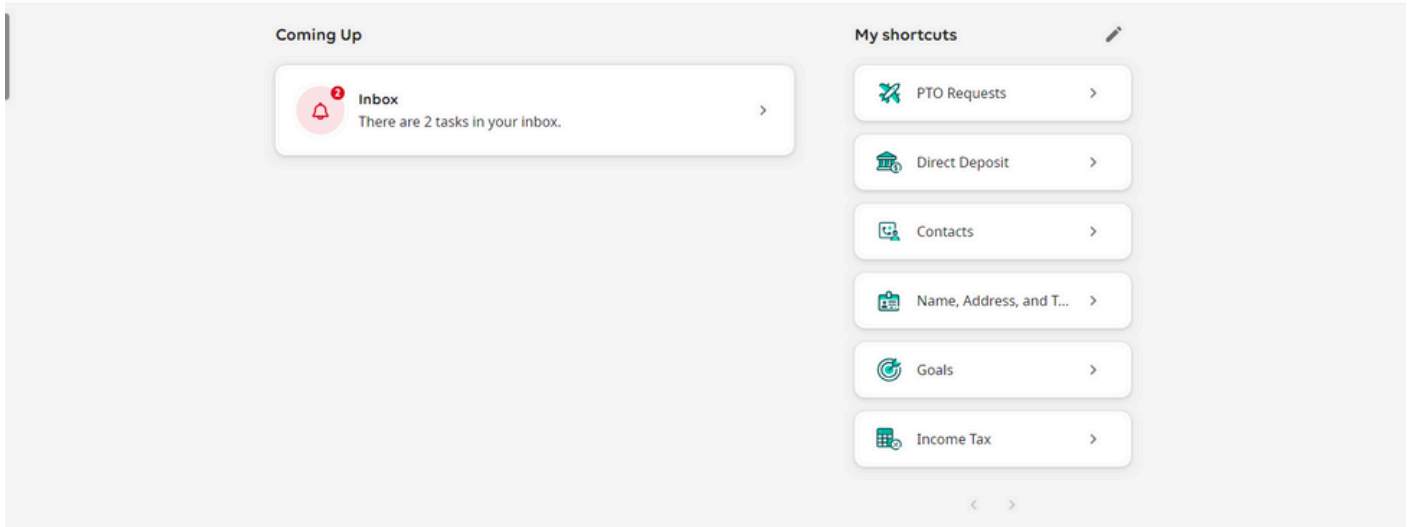 Coming Up
2
Inbox
There are 2 tasks in your inbox.
My shortcuts
PTO Requests
Direct Deposit
Contacts
Name, Address, and T...
Goals
Income Tax